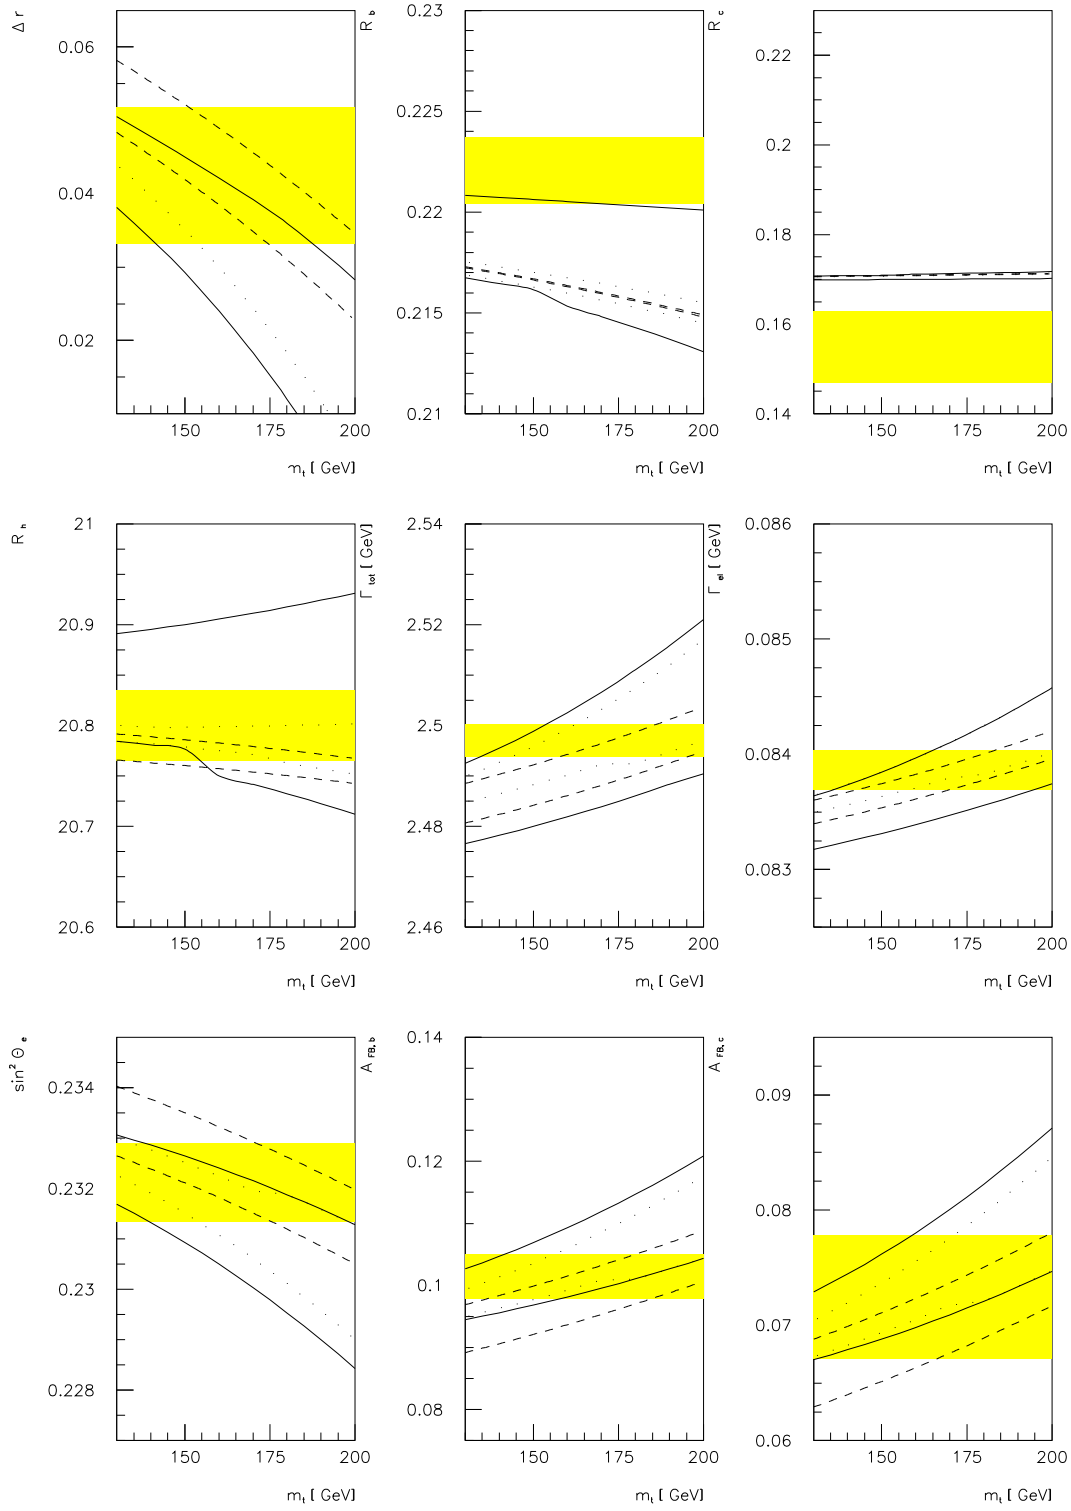 Δ r
0.06
0.04
0.02
150 175 200
m_t [ GeV]
R_b
0.23
0.225
0.22
0.215
0.21
150 175 200
m_t [ GeV]
R_c
0.22
0.2
0.18
0.16
0.14
150 175 200
m_t [ GeV]
R_h
21
20.9
20.8
20.7
20.6
150 175 200
m_t [ GeV]
Γ_tot [ GeV]
2.54
2.52
2.5
2.48
2.46
150 175 200
m_t [ GeV]
Γ_el [ GeV]
0.086
0.085
0.084
0.083
150 175 200
m_t [ GeV]
sin² Θ_e
0.234
0.232
0.23
0.228
150 175 200
m_t [ GeV]
A_FB,b
0.14
0.12
0.1
0.08
150 175 200
m_t [ GeV]
A_FB,c
0.09
0.08
0.07
0.06
150 175 200
m_t [ GeV]